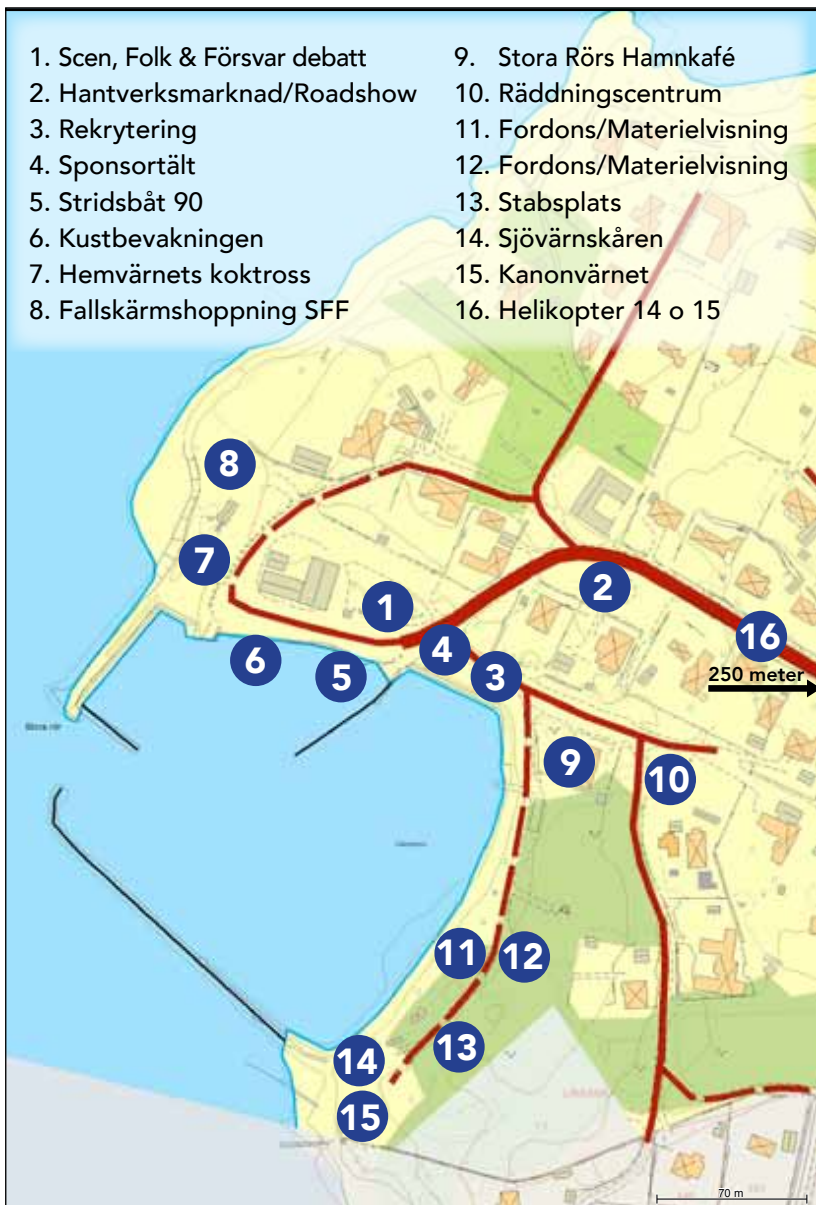 1. Scen, Folk & Försvar debatt
2. Hantverksmarknad/Roadshow
3. Rekrytering
4. Sponsortält
5. Stridsbåt 90
6. Kustbevakningen
7. Hemvärnets koktross
8. Fallskärmshoppning SFF
9. Stora Rörs Hamnkafé
10. Räddningscentrum
11. Fordons/Materielvisning
12. Fordons/Materielvisning
13. Stabsplats
14. Sjövärnskåren
15. Kanonvärnet
16. Helikopter 14 o 15
8
7
1
2
6
5
4
3
16
250 meter
9
10
11
12
13
14
15
70 m